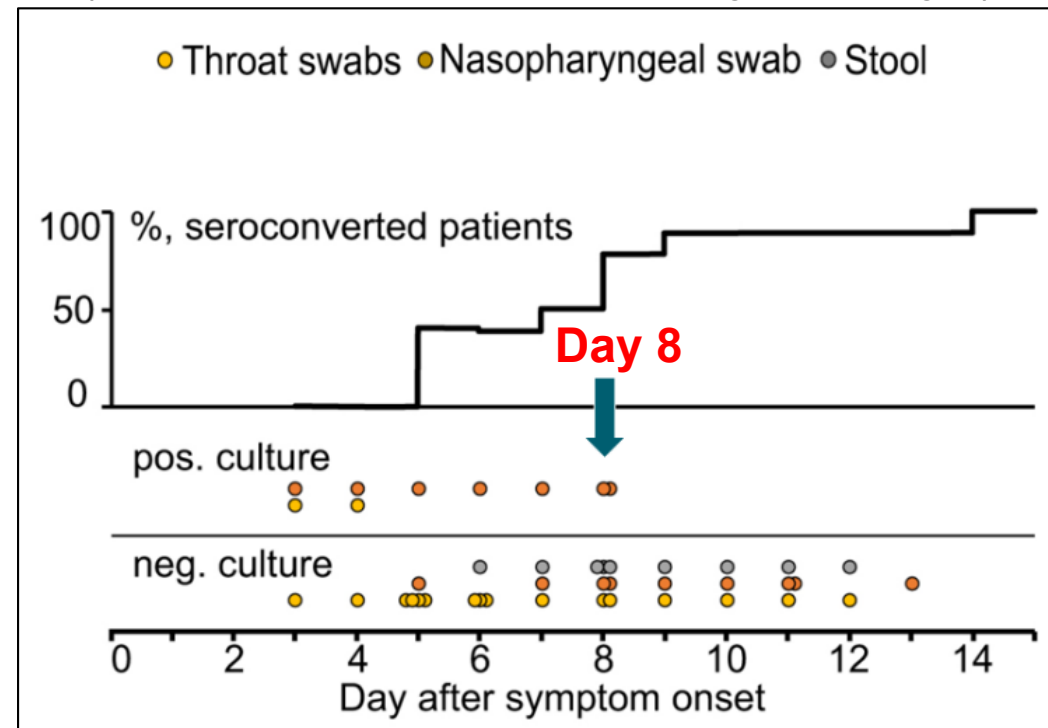 Throat swabs Nasopharyngeal swab Stool
100 %, seroconverted patients
50
Day 8
0
pos. culture
neg. culture
0 2 4 6 8 10 12 14
Day after symptom onset